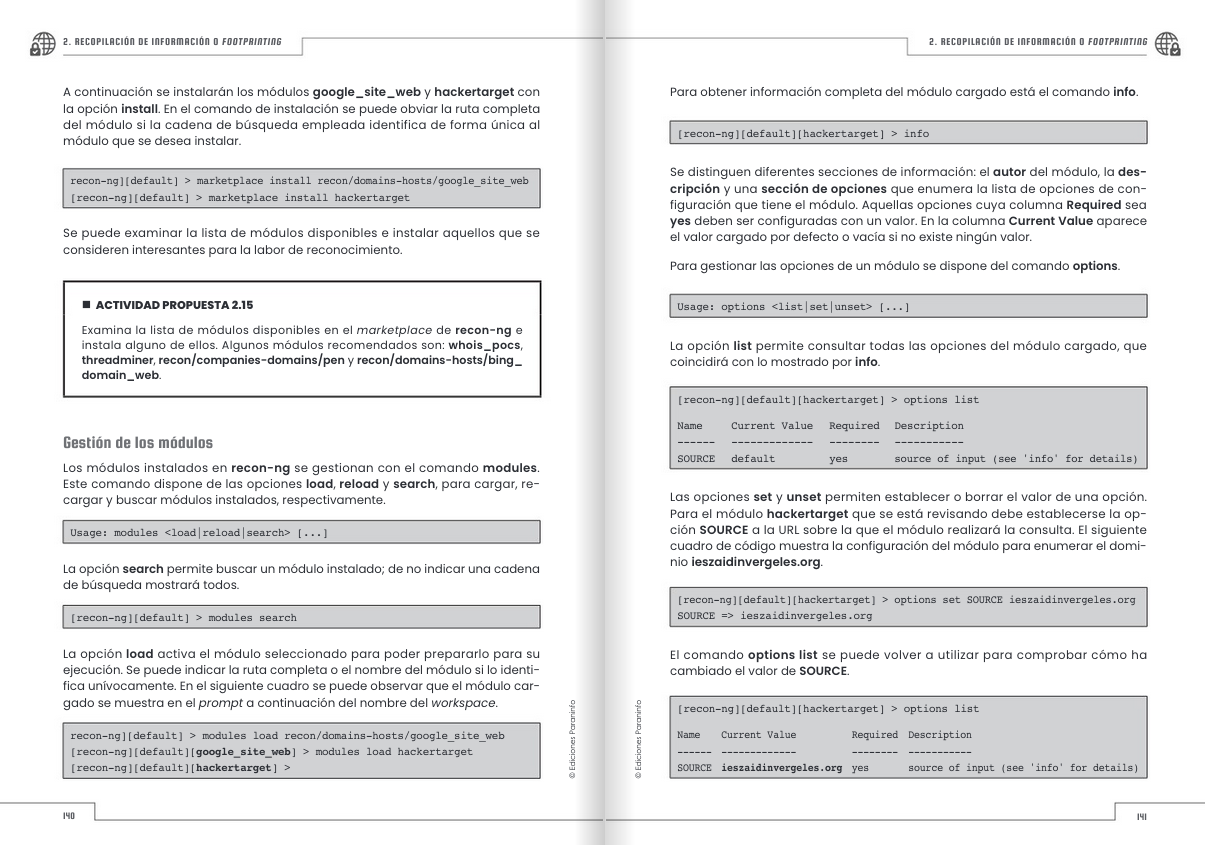 2. RECOPILACIÓN DE INFORMACIÓN O FOOTPRINTING
A continuación se instalarán los módulos google_site_web y hackertarget con
la opción install. En el comando de instalación se puede obviar la ruta completa
del módulo si la cadena de búsqueda empleada identifica de forma única al
módulo que se desea instalar.
recon-ng][default] > marketplace install recon/domains-hosts/google_site_web
[recon-ng][default] > marketplace install hackertarget
Se puede examinar la lista de módulos disponibles e instalar aquellos que se
consideren interesantes para la labor de reconocimiento.
■ ACTIVIDAD PROPUESTA 2.15
Examina la lista de módulos disponibles en el marketplace de recon-ng e
instala alguno de ellos. Algunos módulos recomendados son: whois_pocs,
threadminer, recon/companies-domains/pen y recon/domains-hosts/bing_
domain_web.
Gestión de los módulos
Los módulos instalados en recon-ng se gestionan con el comando modules.
Este comando dispone de las opciones load, reload y search, para cargar, re-
cargar y buscar módulos instalados, respectivamente.
Usage: modules <load|reload|search> [...]
La opción search permite buscar un módulo instalado; de no indicar una cadena
de búsqueda mostrará todos.
[recon-ng][default] > modules search
La opción load activa el módulo seleccionado para poder prepararlo para su
ejecución. Se puede indicar la ruta completa o el nombre del módulo si lo identi-
fica unívocamente. En el siguiente cuadro se puede observar que el módulo car-
gado se muestra en el prompt a continuación del nombre del workspace.
recon-ng][default] > modules load recon/domains-hosts/google_site_web
[recon-ng][default][google_site_web] > modules load hackertarget
[recon-ng][default][hackertarget] >
© Ediciones Paraninfo
140
2. RECOPILACIÓN DE INFORMACIÓN O FOOTPRINTING
Para obtener información completa del módulo cargado está el comando info.
[recon-ng][default][hackertarget] > info
Se distinguen diferentes secciones de información: el autor del módulo, la des-
cripción y una sección de opciones que enumera la lista de opciones de con-
figuración que tiene el módulo. Aquellas opciones cuya columna Required sea
yes deben ser configuradas con un valor. En la columna Current Value aparece
el valor cargado por defecto o vacía si no existe ningún valor.
Para gestionar las opciones de un módulo se dispone del comando options.
Usage: options <list|set|unset> [...]
La opción list permite consultar todas las opciones del módulo cargado, que
coincidirá con lo mostrado por info.
[recon-ng][default][hackertarget] > options list
Name Current Value Required Description
------ ------------- -------- -----------
SOURCE default yes source of input (see 'info' for details)
Las opciones set y unset permiten establecer o borrar el valor de una opción.
Para el módulo hackertarget que se está revisando debe establecerse la op-
ción SOURCE a la URL sobre la que el módulo realizará la consulta. El siguiente
cuadro de código muestra la configuración del módulo para enumerar el domi-
nio ieszaidinvergeles.org.
[recon-ng][default][hackertarget] > options set SOURCE ieszaidinvergeles.org
SOURCE => ieszaidinvergeles.org
El comando options list se puede volver a utilizar para comprobar cómo ha
cambiado el valor de SOURCE.
[recon-ng][default][hackertarget] > options list
Name Current Value Required Description
------ ------------- -------- -----------
SOURCE ieszaidinvergeles.org yes source of input (see 'info' for details)
© Ediciones Paraninfo
141